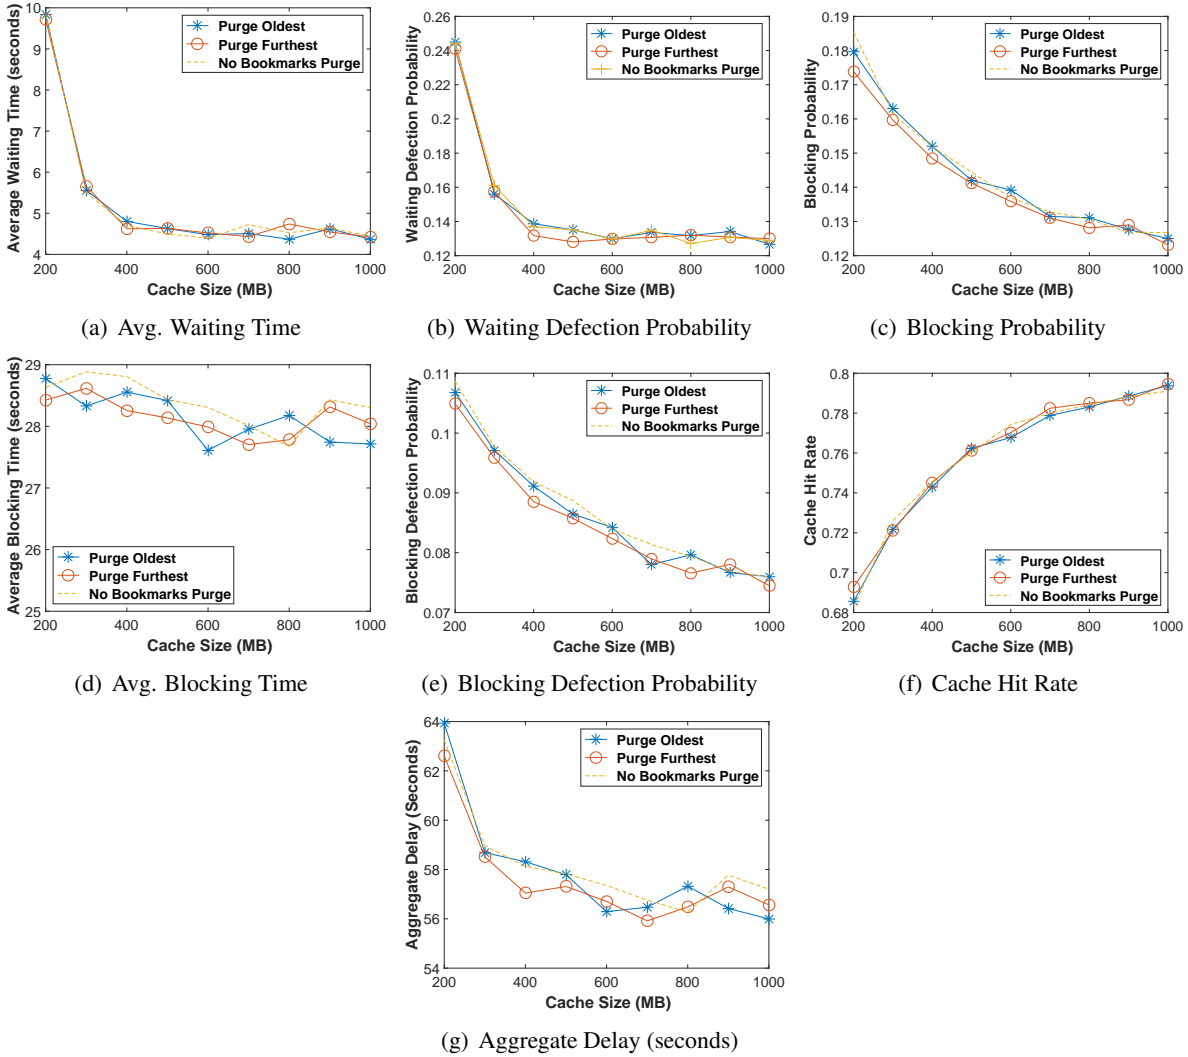 Average Waiting Time (seconds)
10
9
8
7
6
5
4
200 400 600 800 1000
Cache Size (MB)
Purge Oldest
Purge Furthest
No Bookmarks Purge
(a) Avg. Waiting Time
Waiting Defection Probability
0.26
0.24
0.22
0.2
0.18
0.16
0.14
0.12
200 400 600 800 1000
Cache Size (MB)
Purge Oldest
Purge Furthest
No Bookmarks Purge
(b) Waiting Defection Probability
Blocking Probability
0.19
0.18
0.17
0.16
0.15
0.14
0.13
0.12
200 400 600 800 1000
Cache Size (MB)
Purge Oldest
Purge Furthest
No Bookmarks Purge
(c) Blocking Probability
Average Blocking Time (seconds)
29
28
27
26
25
200 400 600 800 1000
Cache Size (MB)
Purge Oldest
Purge Furthest
No Bookmarks Purge
(d) Avg. Blocking Time
Blocking Defection Probability
0.11
0.1
0.09
0.08
0.07
200 400 600 800 1000
Cache Size (MB)
Purge Oldest
Purge Furthest
No Bookmarks Purge
(e) Blocking Defection Probability
Cache Hit Rate
0.8
0.78
0.76
0.74
0.72
0.7
0.68
200 400 600 800 1000
Cache Size (MB)
Purge Oldest
Purge Furthest
No Bookmarks Purge
(f) Cache Hit Rate
Aggregate Delay (Seconds)
64
62
60
58
56
54
200 400 600 800 1000
Cache Size (MB)
Purge Oldest
Purge Furthest
No Bookmarks Purge
(g) Aggregate Delay (seconds)